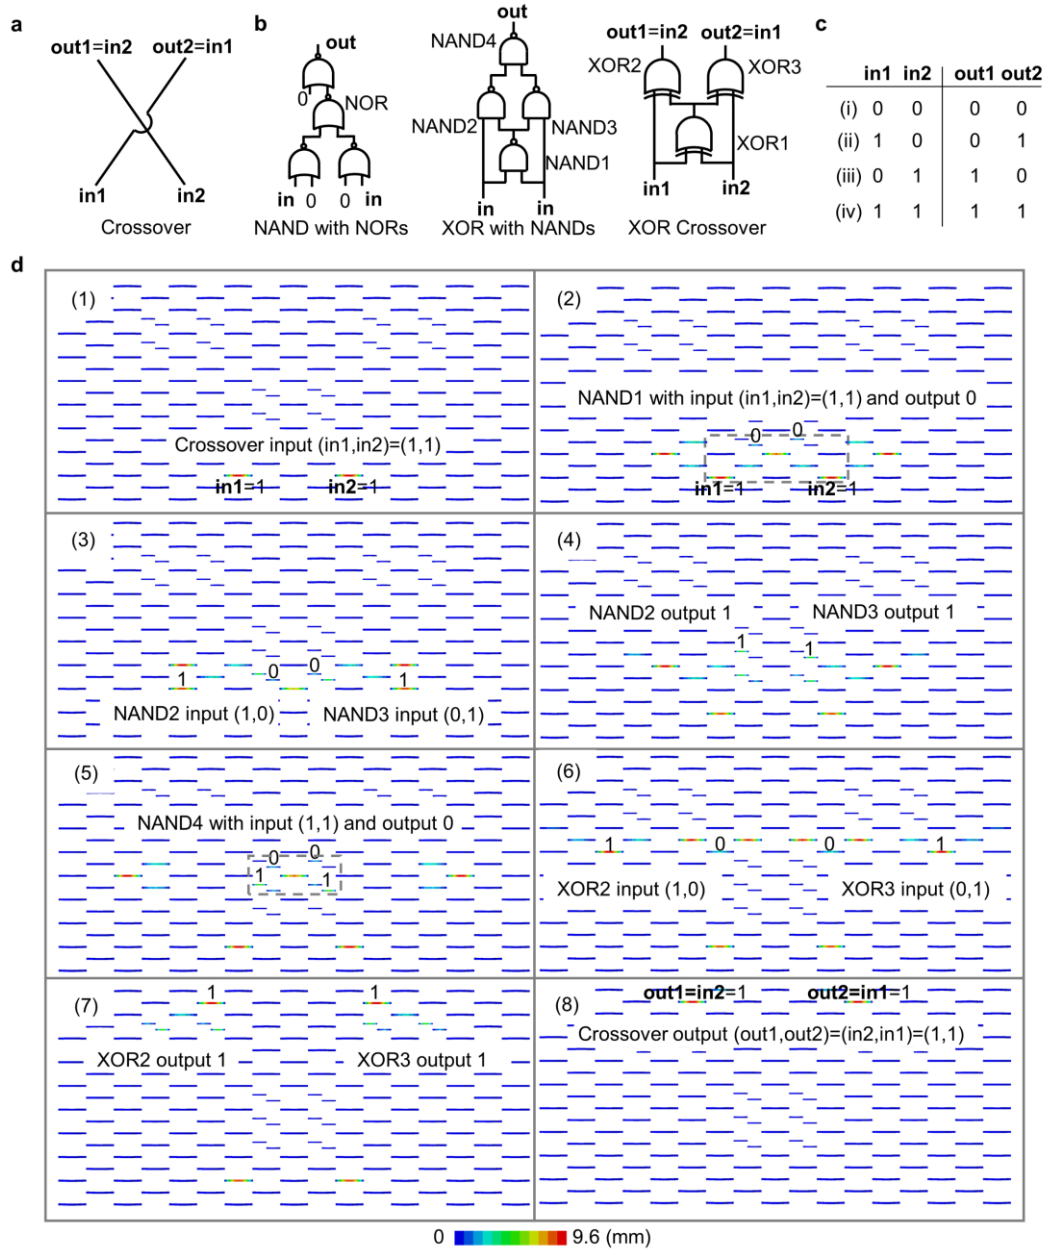 a
out1=in2 out2=in1
in1 in2
Crossover
b
out
0
NOR
in 0 0 in
NAND with NORs
out
NAND4
NAND2 NAND3
NAND1
in in
XOR with NANDs
out1=in2 out2=in1
XOR2 XOR3
XOR1
in1 in2
XOR Crossover
c
in1 in2 out1 out2
(i) 0 0 0 0
(ii) 1 0 0 1
(iii) 0 1 1 0
(iv) 1 1 1 1
d
(1)
Crossover input (in1,in2)=(1,1)
in1=1 in2=1
(2)
NAND1 with input (in1,in2)=(1,1) and output 0
0 0
in1=1 in2=1
(3)
1 0 0 1
NAND2 input (1,0) NAND3 input (0,1)
(4)
NAND2 output 1 NAND3 output 1
1 1
(5)
NAND4 with input (1,1) and output 0
0 0
1 1
(6)
1 0 0 1
XOR2 input (1,0) XOR3 input (0,1)
(7)
1 1
XOR2 output 1 XOR3 output 1
(8)
out1=in2=1 out2=in1=1
Crossover output (out1,out2)=(in2,in1)=(1,1)
0 9.6 (mm)